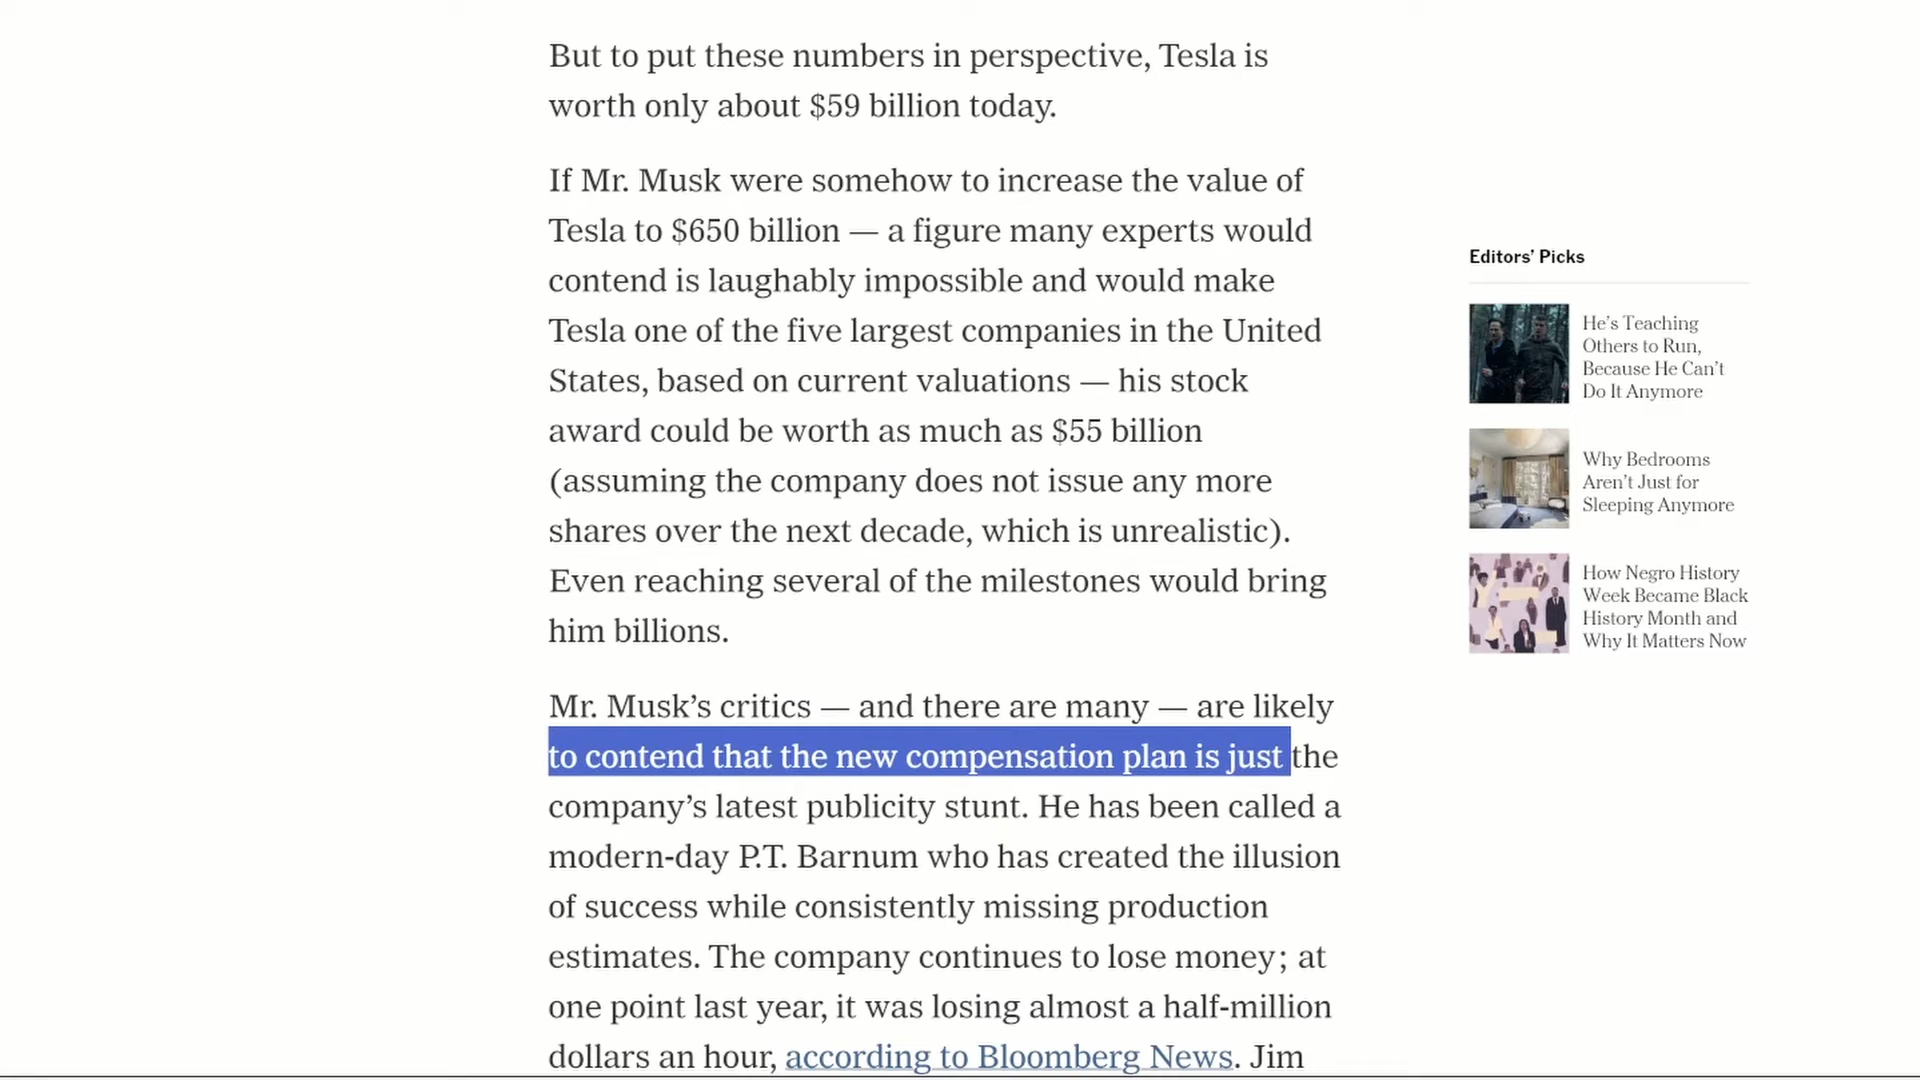 But to put these numbers in perspective, Tesla is
worth only about $59 billion today.
If Mr. Musk were somehow to increase the value of
Tesla to $650 billion — a figure many experts would
contend is laughably impossible and would make
Tesla one of the five largest companies in the United
States, based on current valuations — his stock
award could be worth as much as $55 billion
(assuming the company does not issue any more
shares over the next decade, which is unrealistic).
Even reaching several of the milestones would bring
him billions.
Mr. Musk’s critics — and there are many — are likely
to contend that the new compensation plan is just the
company’s latest publicity stunt. He has been called a
modern-day P.T. Barnum who has created the illusion
of success while consistently missing production
estimates. The company continues to lose money; at
one point last year, it was losing almost a half-million
dollars an hour, according to Bloomberg News. Jim
Editors’ Picks
He’s Teaching
Others to Run,
Because He Can’t
Do It Anymore
Why Bedrooms
Aren’t Just for
Sleeping Anymore
How Negro History
Week Became Black
History Month and
Why It Matters Now